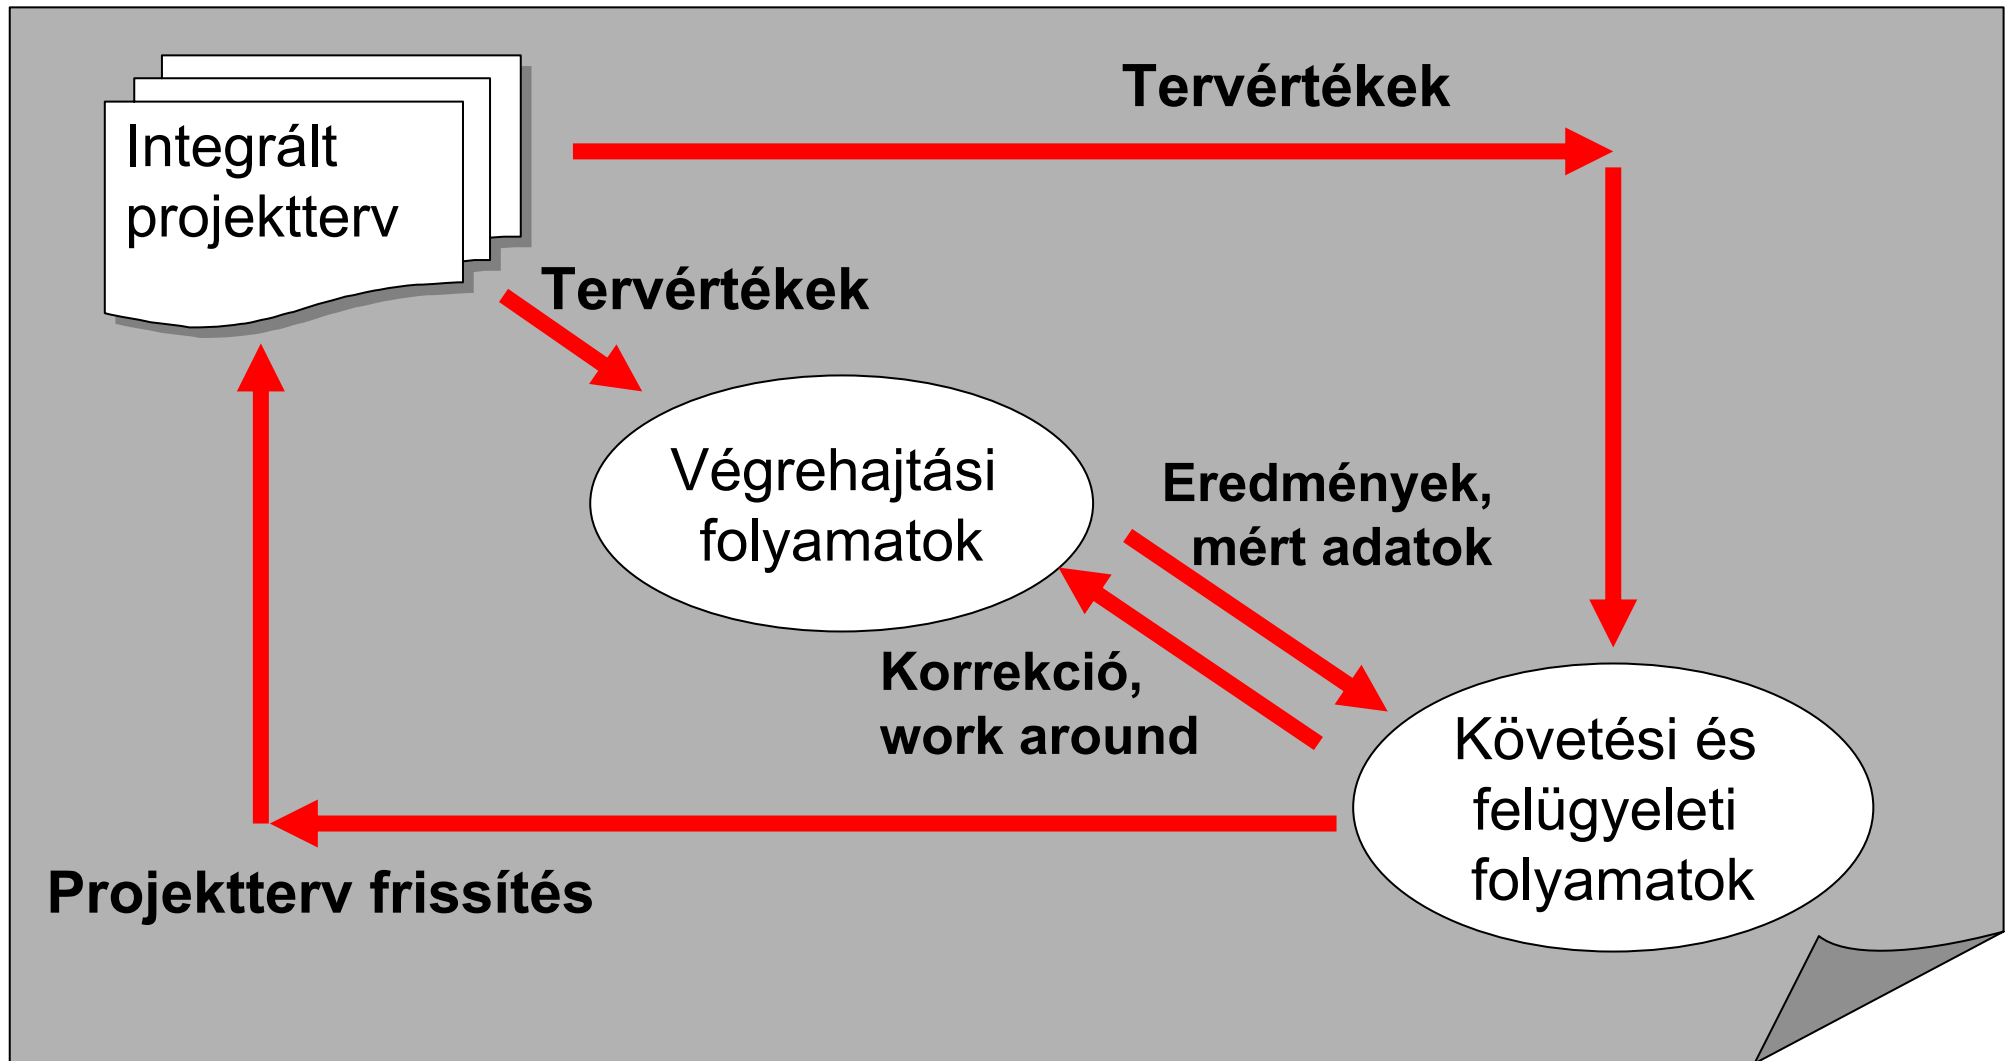 Tervértékek
Integrált
projektterv
Tervértékek
Végrehajtási
folyamatok
Eredmények,
mért adatok
Korrekció,
work around
Követési és
felügyeleti
folyamatok
Projektterv frissítés